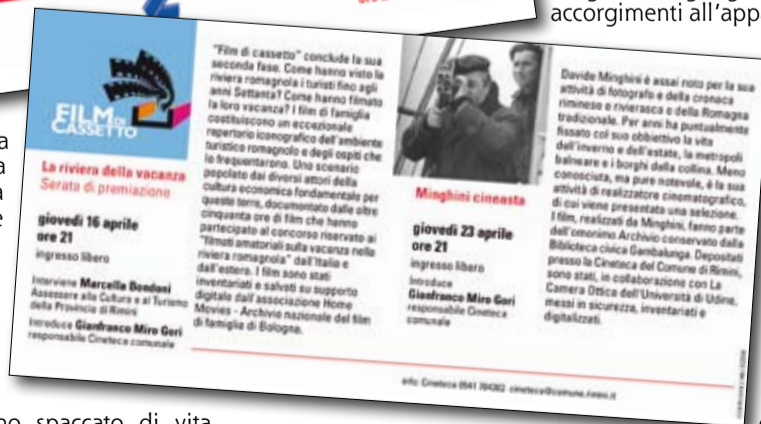 accorgimenti all'app
FILM DI
CASSETTO
La riviera della vacanza
Serata di premiazione
giovedì 16 aprile
ore 21
ingresso libero
Interviene Marcella Bondoni
Assessore alla Cultura e al Turismo
della Provincia di Rimini
Introduce Gianfranco Miro Gori
responsabile Cineteca comunale
"Film di cassetto" conclude la sua
seconda fase. Come hanno visto la
riviera romagnola i turisti fino agli
anni Settanta? Come hanno filmato
la loro vacanza? I film di famiglia
costituiscono un eccezionale
repertorio iconografico dell'ambiente
turistico romagnolo e degli ospiti che
lo frequentarono. Uno scenario
popolato dai diversi attori della
cultura economica fondamentale per
queste terre, documentato dalle oltre
cinquanta ore di film che hanno
partecipato al concorso riservato ai
"filmati amatoriali sulla vacanza nella
riviera romagnola" dall'Italia e
dall'estero. I film sono stati
inventariati e salvati su supporto
digitale dall'associazione Home
Movies - Archivio nazionale del film
di famiglia di Bologna.
Minghini cineasta
giovedì 23 aprile
ore 21
ingresso libero
Introduce
Gianfranco Miro Gori
responsabile Cineteca
comunale
Davide Minghini è assai noto per la sua
attività di fotografo e della cronaca
riminese e rivierasca e della Romagna
tradizionale. Per anni ha puntualmente
fissato col suo obbiettivo la vita
dell'inverno e dell'estate, la metropoli
balneare e i borghi della collina. Meno
conosciuta, ma pure notevole, è la sua
attività di realizzatore cinematografico,
di cui viene presentata una selezione.
I film, realizzati da Minghini, fanno parte
dell'omonimo Archivio conservato dalla
Biblioteca civica Gambalunga. Depositati
presso la Cineteca del Comune di Rimini,
sono stati, in collaborazione con La
Camera Ottica dell'Università di Udine,
messi in sicurezza, inventariati e
digitalizzati.
info: Cineteca 0541 704302 cineteca@comune.rimini.it
no spaccato di vita